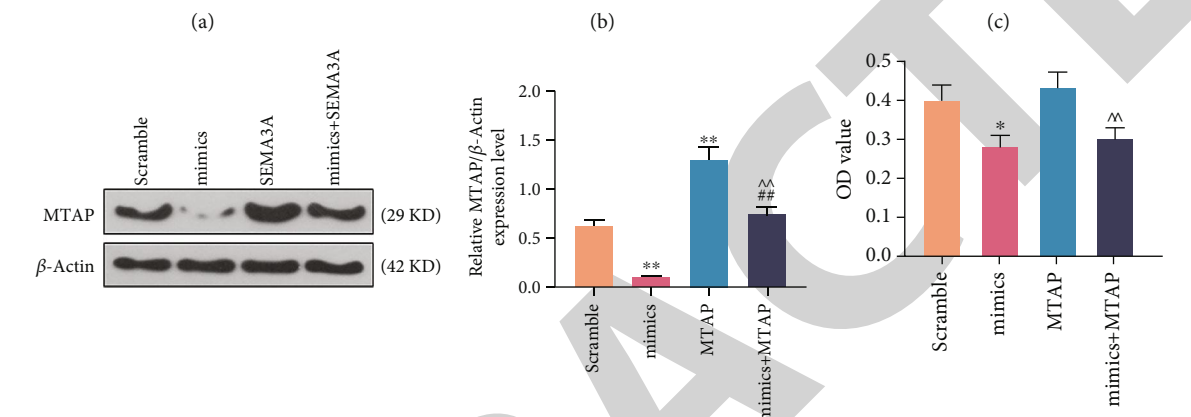 (a)
(b)
(c)
Scramble
mimics
SEMA3A
mimics+SEMA3A
MTAP
(29 KD)
β-Actin
(42 KD)
Relative MTAP/β-Actin
expression level
2.0
1.5
1.0
0.5
0.0
**
**
^^
##
Scramble
mimics
MTAP
mimics+MTAP
OD value
0.5
0.4
0.3
0.2
0.1
0.0
*
^^
Scramble
mimics
MTAP
mimics+MTAP